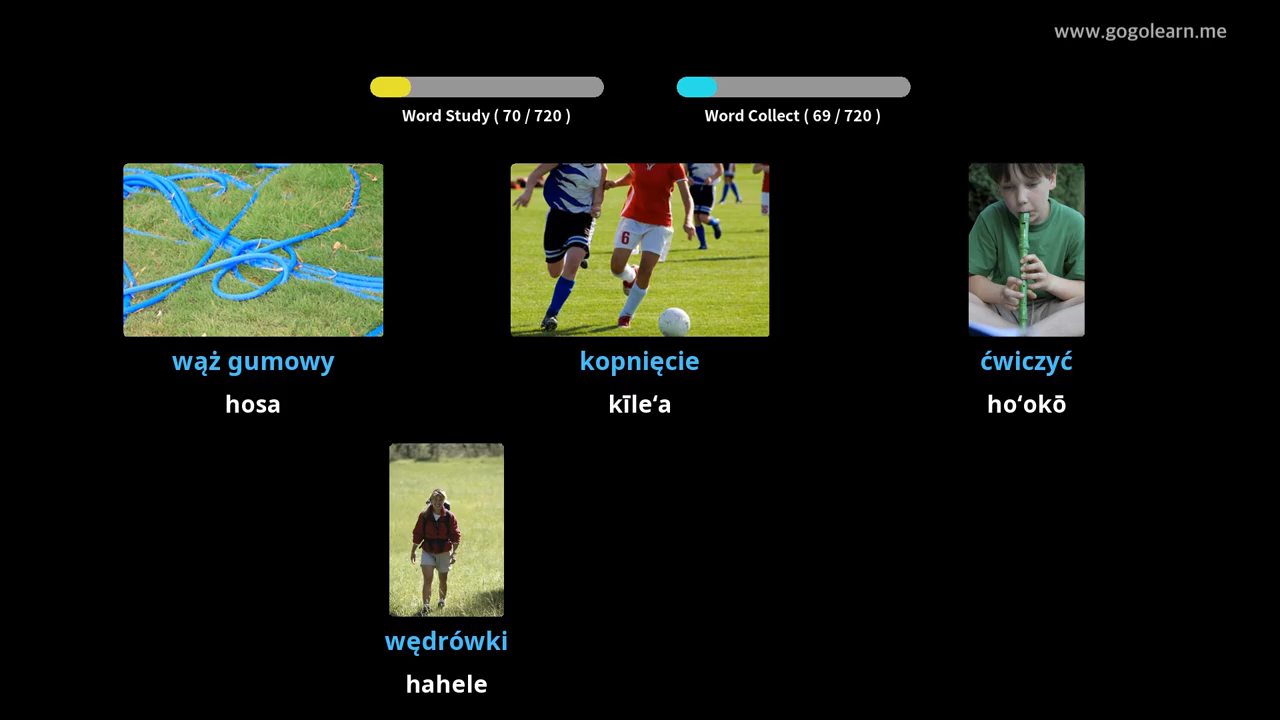 www.gogolearn.me
Word Study ( 70 / 720 )
Word Collect ( 69 / 720 )
wąż gumowy
hosa
kopnięcie
kīleʻa
ćwiczyć
hoʻokō
wędrówki
hahele
6